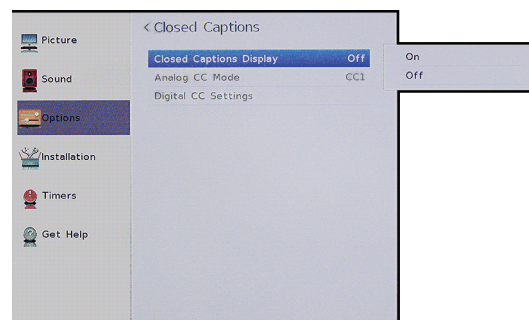 Picture
Sound
Options
Installation
Timers
Get Help
< Closed Captions
Closed Captions Display Off
Analog CC Mode CC1
Digital CC Settings
On
Off